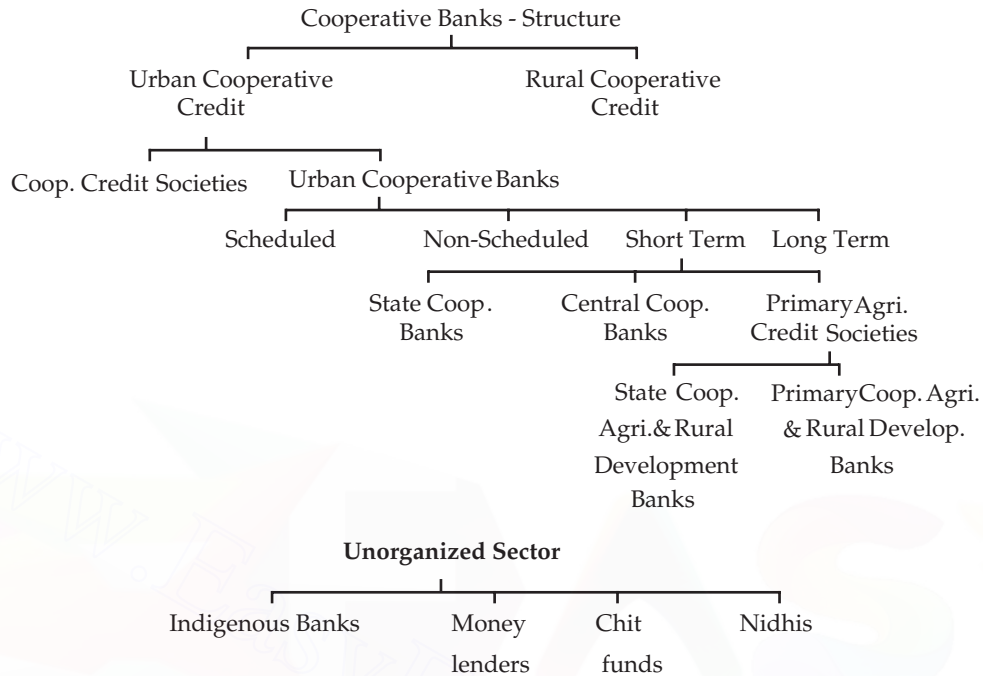 Cooperative Banks - Structure
Urban Cooperative
Credit
Rural Cooperative
Credit
Coop. Credit Societies
Urban Cooperative Banks
Scheduled
Non-Scheduled
Short Term
Long Term
State Coop.
Banks
Central Coop.
Banks
Primary Agri.
Credit Societies
State Coop.
Agri. & Rural
Development
Banks
Primary Coop. Agri.
& Rural Develop.
Banks
Unorganized Sector
Indigenous Banks
Money
lenders
Chit
funds
Nidhis